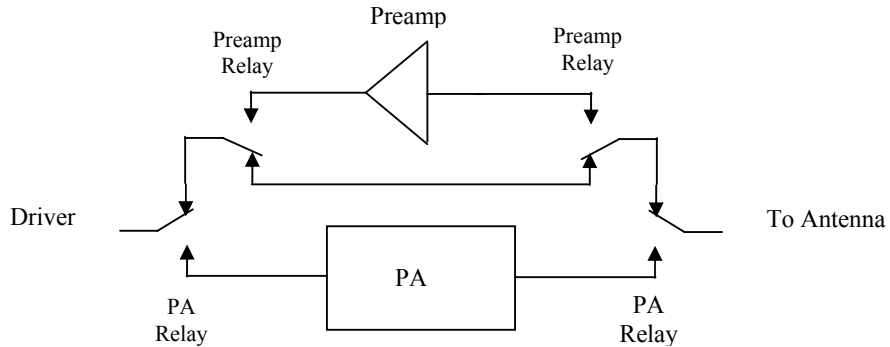 Preamp
Preamp
Relay
Preamp
Relay
Driver
To Antenna
PA
PA
Relay
PA
Relay